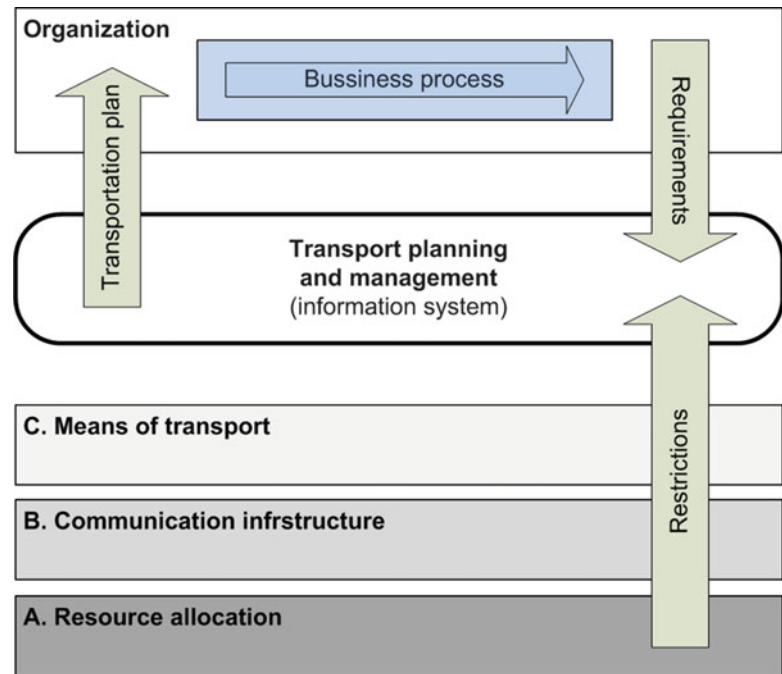 Organization
Bussiness process
Transportation plan
Requirements
Transport planning
and management
(information system)
C. Means of transport
B. Communication infrstructure
A. Resource allocation
Restrictions